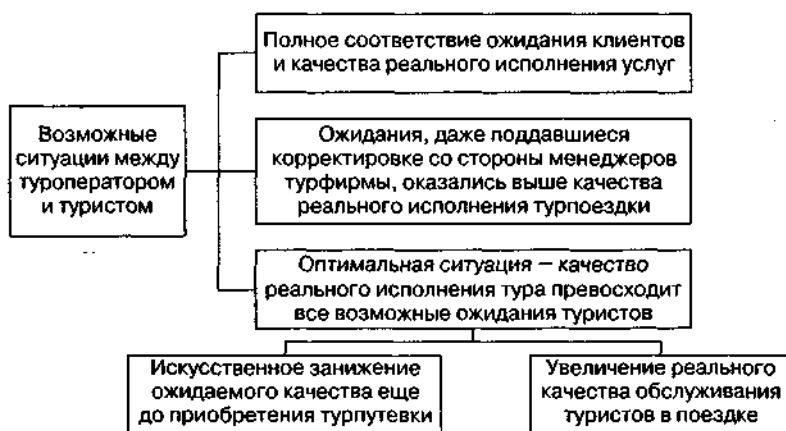 Полное соответствие ожидания клиентов
и качества реального исполнения услуг
Возможные
ситуации между
туроператором
и туристом
Ожидания, даже поддавшиеся
корректировке со стороны менеджеров
турфирмы, оказались выше качества
реального исполнения турпоездки
Оптимальная ситуация – качество
реального исполнения тура превосходит
все возможные ожидания туристов
Искусственное занижение
ожидаемого качества еще
до приобретения турпутевки
Увеличение реального
качества обслуживания
туристов в поездке